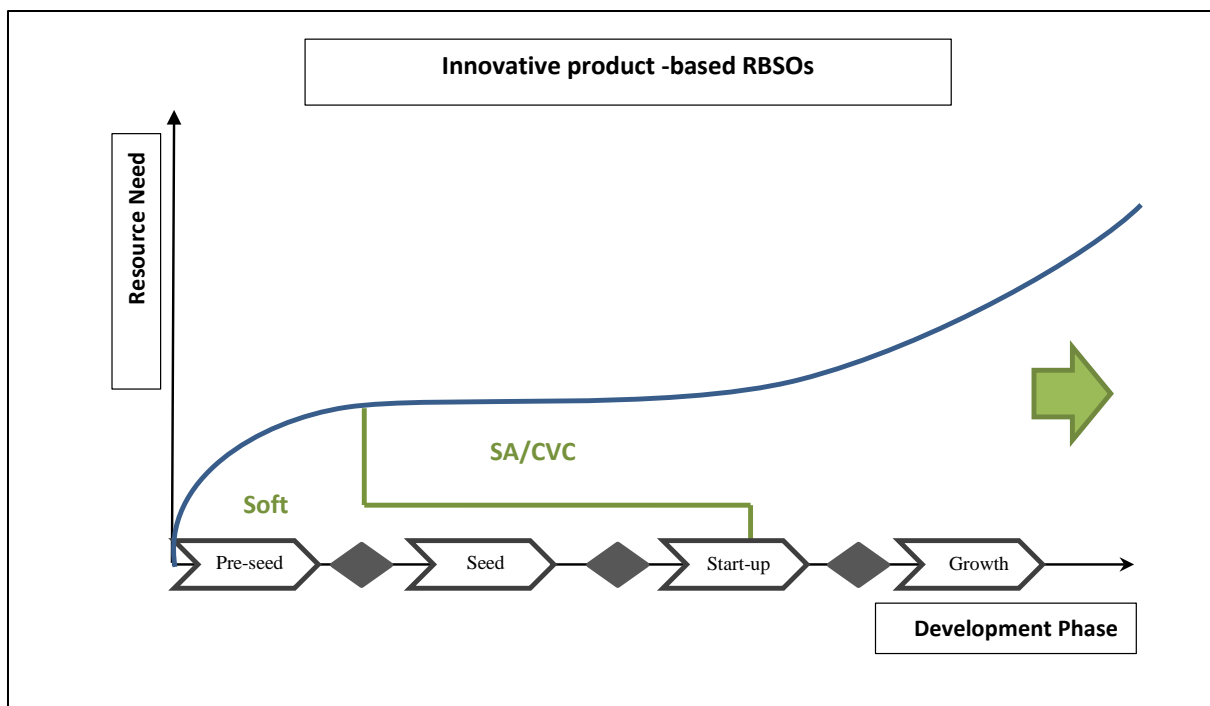 Innovative product -based RBSOs
Resource Need
SA/CVC
Soft
Pre-seed
Seed
Start-up
Growth
Development Phase